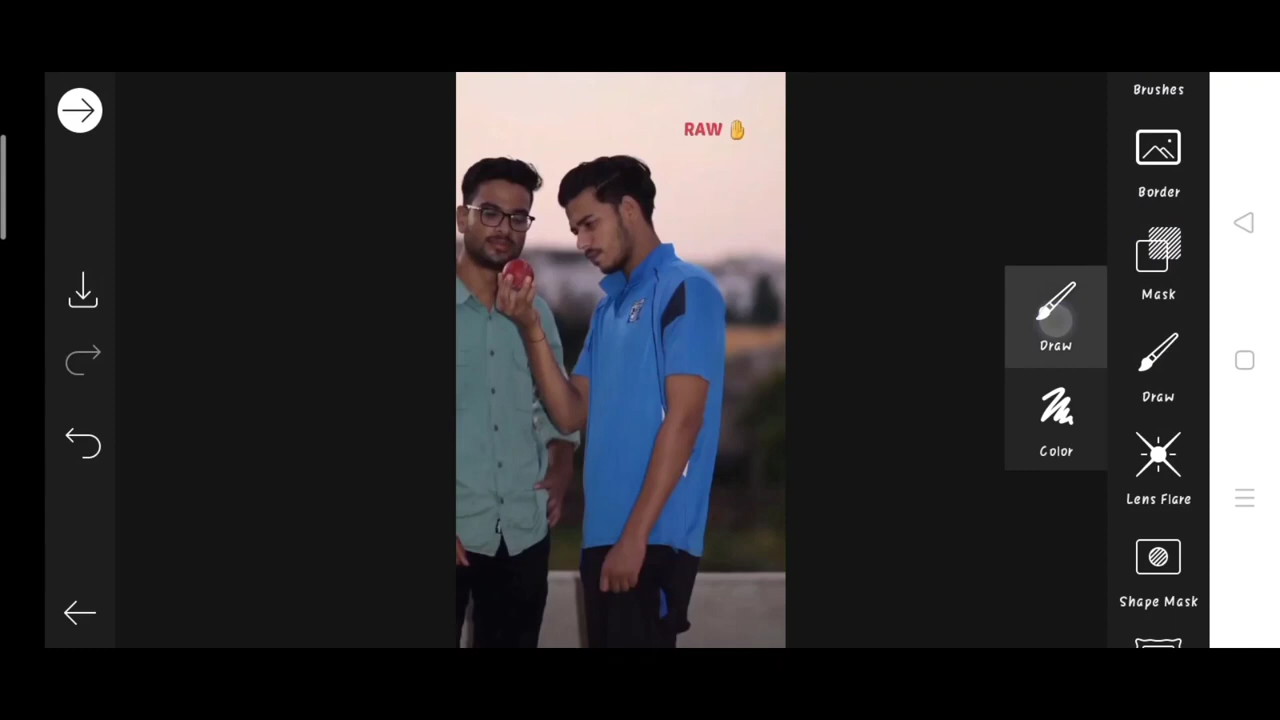 Brushes
RAW 🤚
Border
Mask
Draw
Draw
Color
Lens Flare
Shape Mask